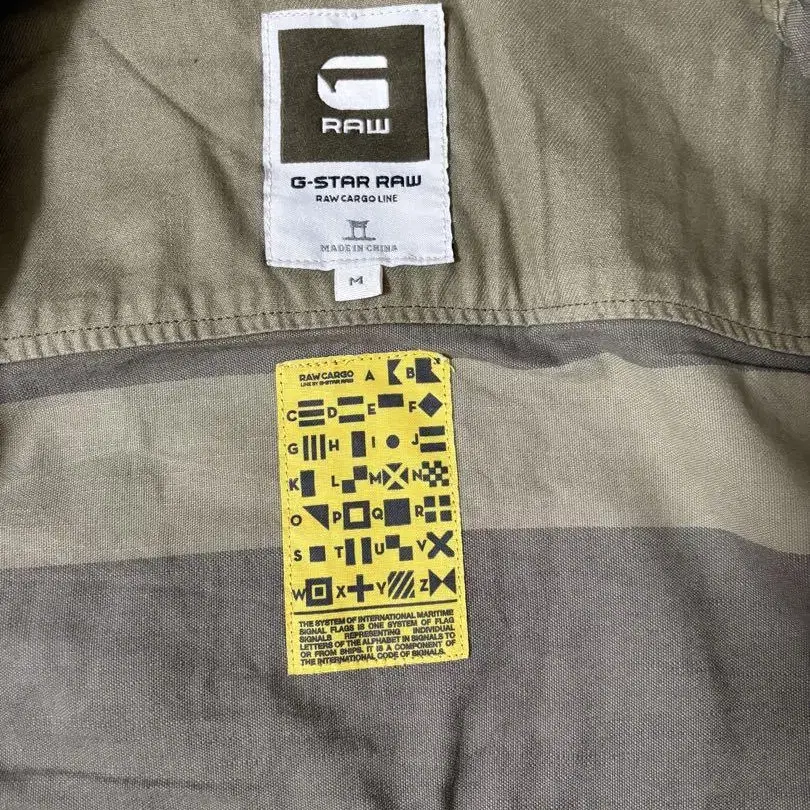 RAW
G-STAR RAW
RAW CARGO LINE
MADE IN CHINA
M
RAW CARGO
LINE BY G-STAR RAW
A B
C D E F
G H I J
K L M N
O P Q R
S T U V
W X Y Z
THE SYSTEM OF INTERNATIONAL MARITIME
SIGNAL FLAGS IS ONE SYSTEM OF FLAG
SIGNALS REPRESENTING INDIVIDUAL
LETTERS OF THE ALPHABET IN SIGNALS TO
OR FROM SHIPS. IT IS A COMPONENT OF
THE INTERNATIONAL CODE OF SIGNALS.